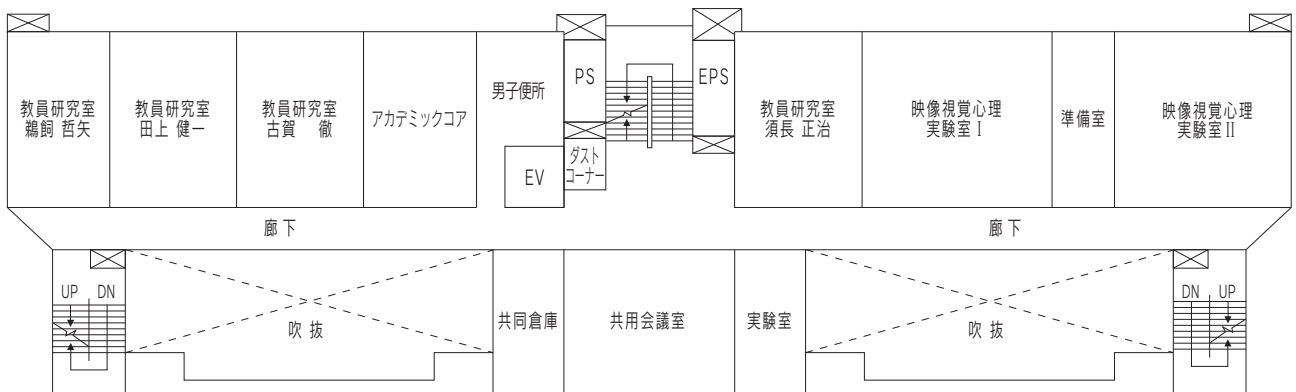 教員研究室
鵜飼 哲矢
教員研究室
田上 健一
教員研究室
古賀　徹
アカデミックコア
男子便所
PS
EPS
EV
ダスト
コーナー
教員研究室
須長 正治
映像視覚心理
実験室Ⅰ
準備室
映像視覚心理
実験室Ⅱ
廊下
廊下
UP DN
吹抜
共同倉庫
共用会議室
実験室
吹抜
DN UP